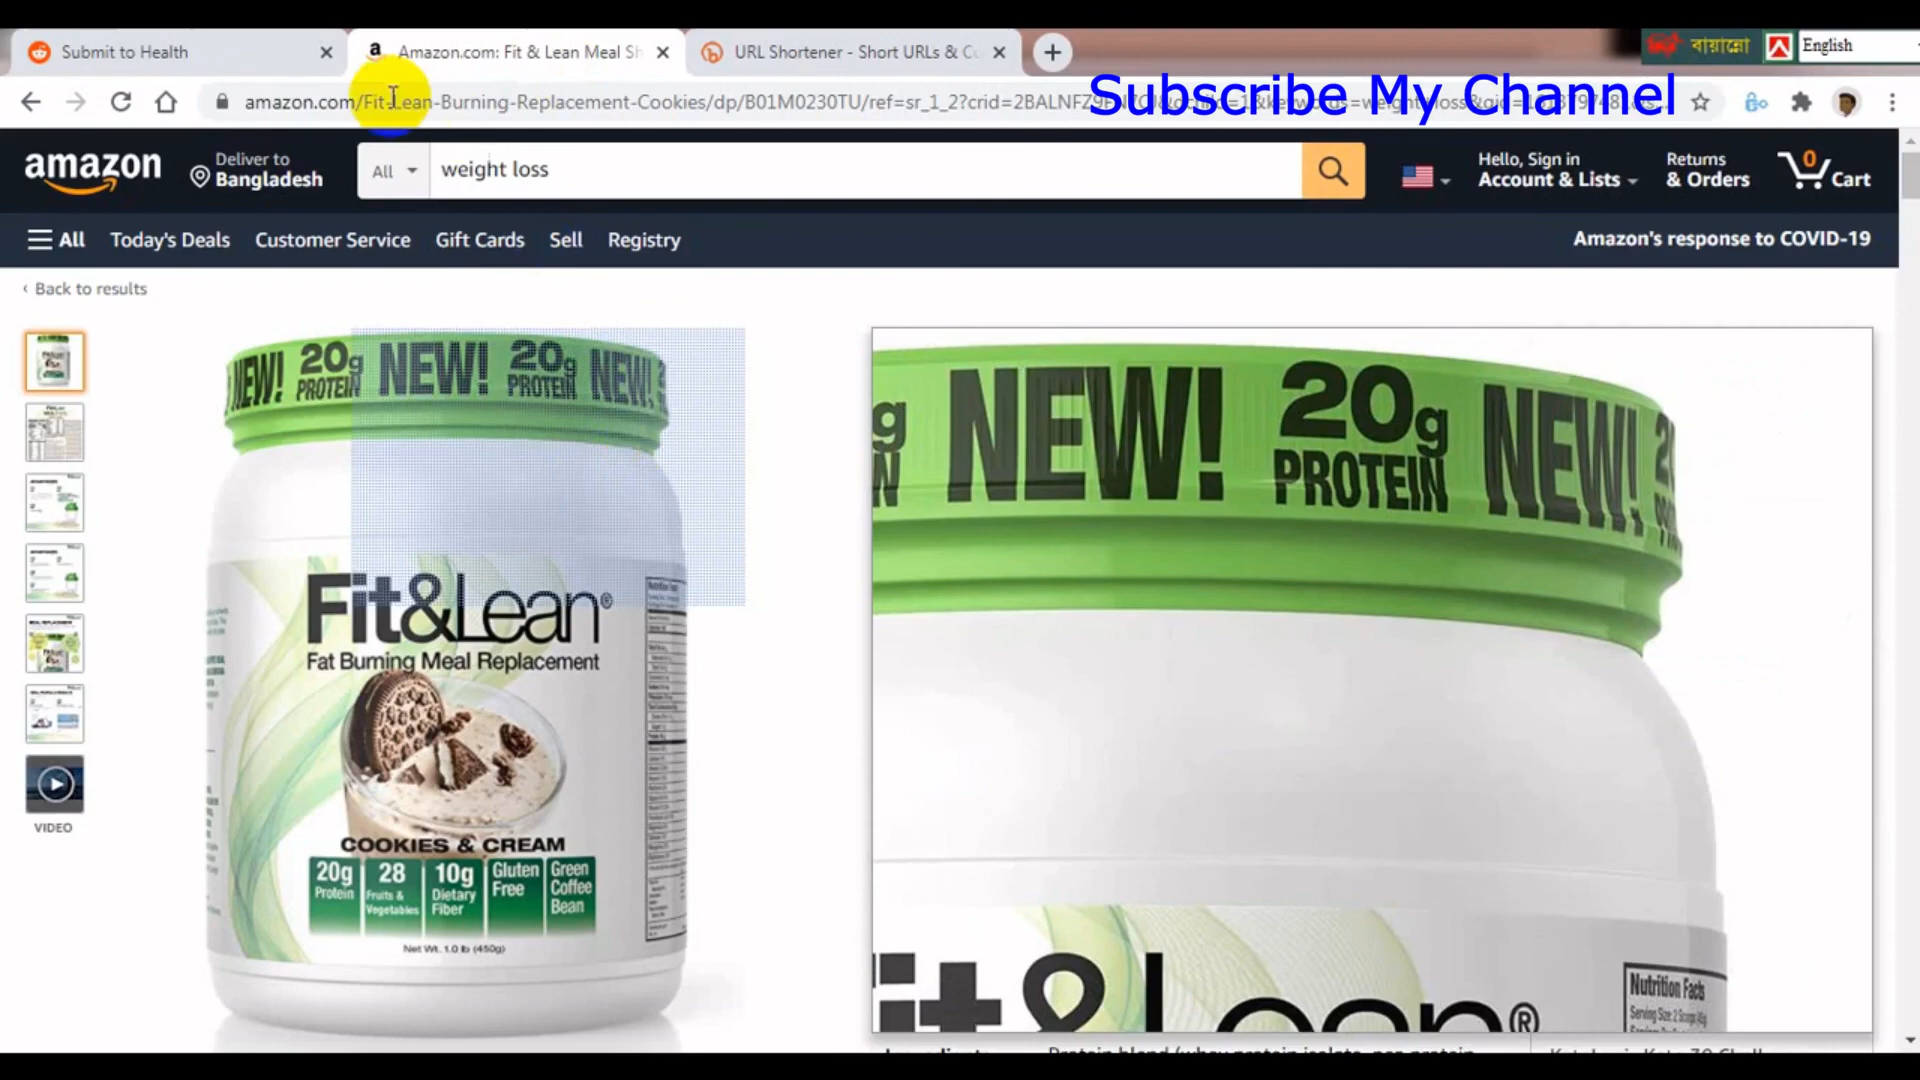 Submit to Health
Amazon.com: Fit & Lean Meal Sh
URL Shortener - Short URLs & Cu
বায়ান্নো
English
amazon.com/Fit-Lean-Burning-Replacement-Cookies/dp/B01M0230TU/ref=sr_1_2?crid=2BALNFZ9
Subscribe My Channel
amazon
Deliver to
Bangladesh
All
weight loss
Hello, Sign in
Account & Lists
Returns
& Orders
0
Cart
All
Today's Deals
Customer Service
Gift Cards
Sell
Registry
Amazon's response to COVID-19
‹ Back to results
NEW! 20g PROTEIN NEW! 20g PROTEIN NEW!
Fit&Lean®
Fat Burning Meal Replacement
COOKIES & CREAM
20g Protein
28 Fruits & Vegetables
10g Dietary Fiber
Gluten Free
Green Coffee Bean
Net Wt. 1.0 lb (450g)
VIDEO
g NEW! 20g PROTEIN NEW!
it&Lean®
Nutrition Facts